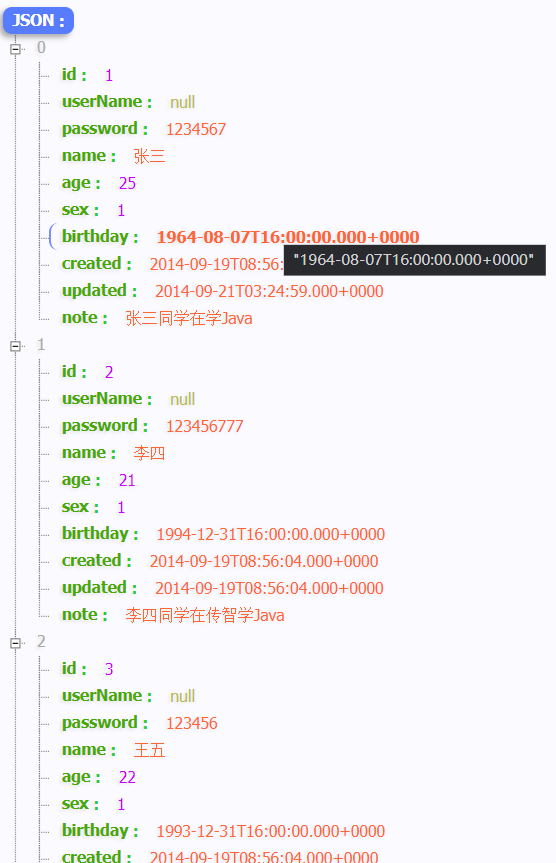 JSON :
0
id : 1
userName : null
password : 1234567
name : 张三
age : 25
sex : 1
birthday : 1964-08-07T16:00:00.000+0000
"1964-08-07T16:00:00.000+0000"
created : 2014-09-19T08:56:
updated : 2014-09-21T03:24:59.000+0000
note : 张三同学在学Java
1
id : 2
userName : null
password : 123456777
name : 李四
age : 21
sex : 1
birthday : 1994-12-31T16:00:00.000+0000
created : 2014-09-19T08:56:04.000+0000
updated : 2014-09-19T08:56:04.000+0000
note : 李四同学在传智学Java
2
id : 3
userName : null
password : 123456
name : 王五
age : 22
sex : 1
birthday : 1993-12-31T16:00:00.000+0000
created : 2014-09-19T08:56:04.000+0000